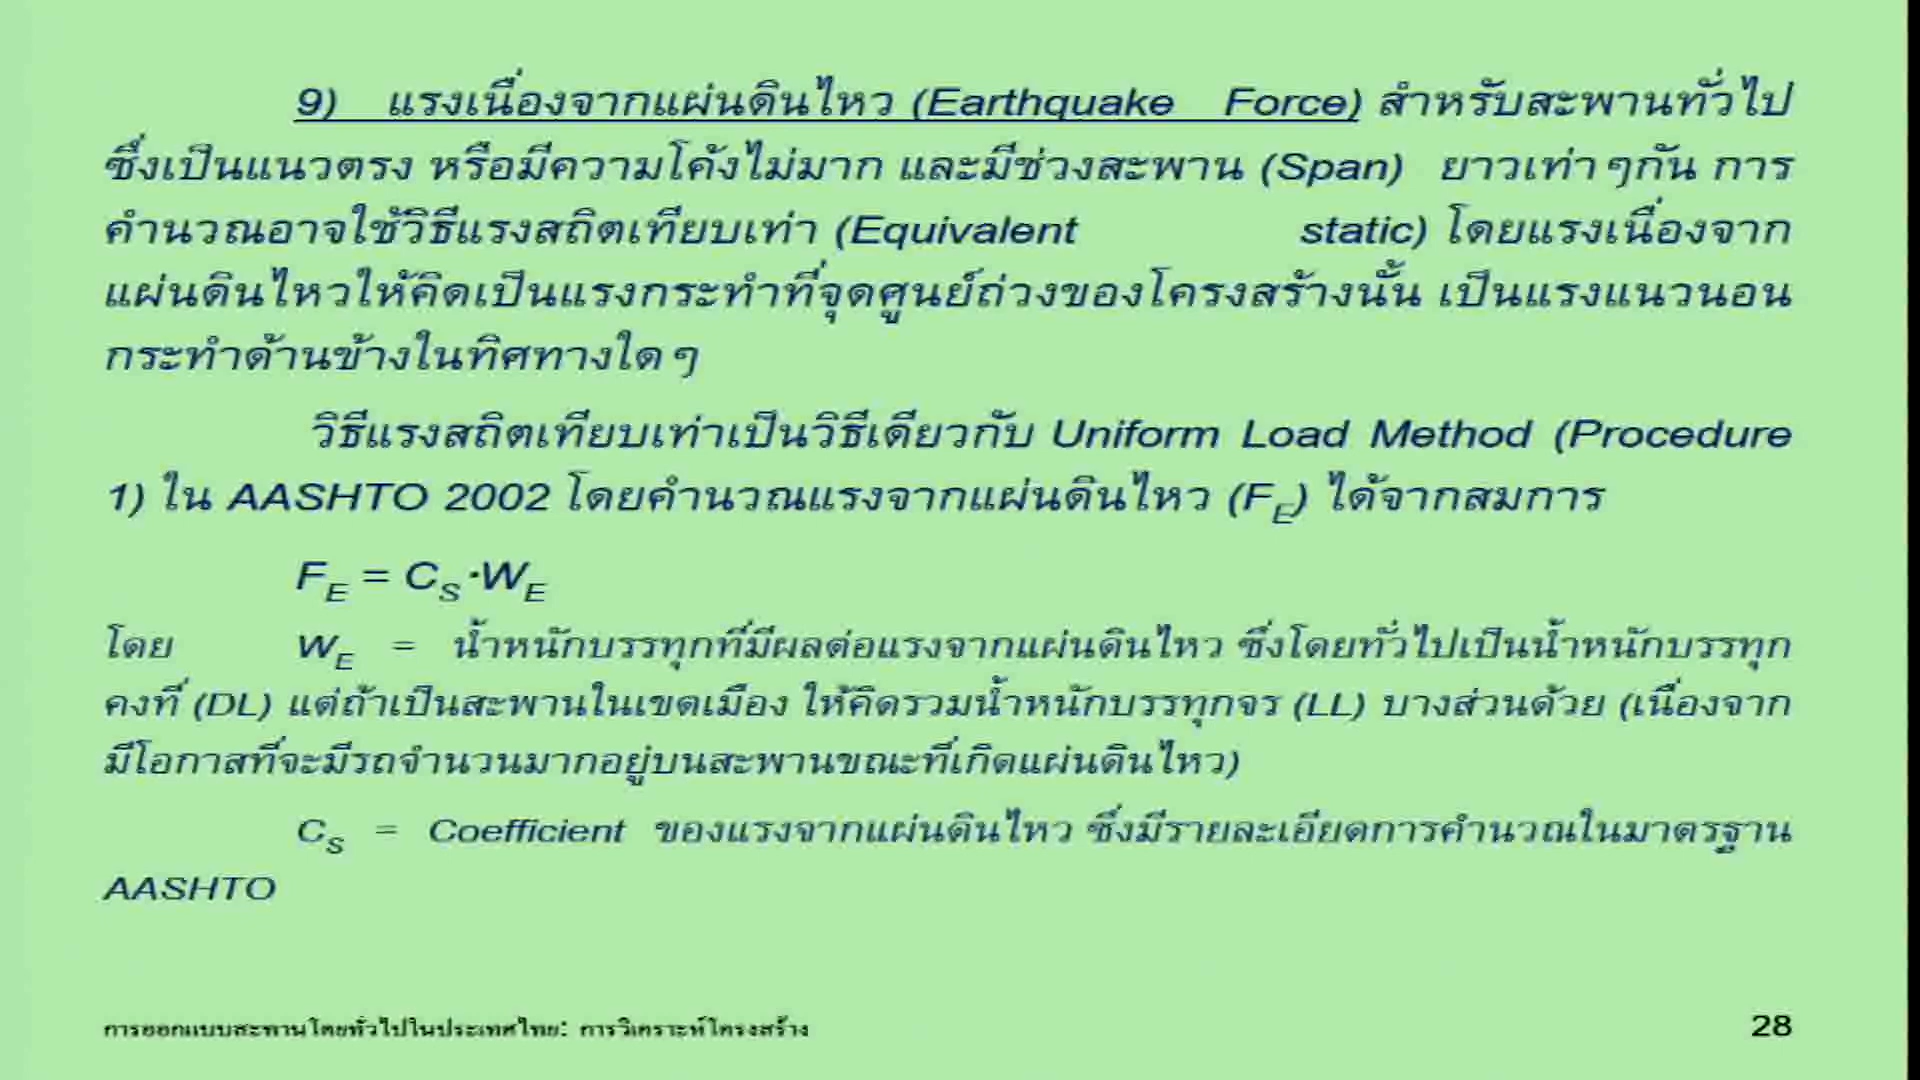 9) แรงเนื่องจากแผ่นดินไหว (Earthquake Force) สำหรับสะพานทั่วไป
ซึ่งเป็นแนวตรง หรือมีความโค้งไม่มาก และมีช่วงสะพาน (Span) ยาวเท่าๆกัน การ
คำนวณอาจใช้วิธีแรงสถิตเทียบเท่า (Equivalent static) โดยแรงเนื่องจาก
แผ่นดินไหวให้คิดเป็นแรงกระทำที่จุดศูนย์ถ่วงของโครงสร้างนั้น เป็นแรงแนวนอน
กระทำด้านข้างในทิศทางใดๆ
วิธีแรงสถิตเทียบเท่าเป็นวิธีเดียวกับ Uniform Load Method (Procedure
1) ใน AASHTO 2002 โดยคำนวณแรงจากแผ่นดินไหว (FE) ได้จากสมการ
FE = CS·WE
โดย WE = น้ำหนักบรรทุกที่มีผลต่อแรงจากแผ่นดินไหว ซึ่งโดยทั่วไปเป็นน้ำหนักบรรทุก
คงที่ (DL) แต่ถ้าเป็นสะพานในเขตเมือง ให้คิดรวมน้ำหนักบรรทุกจร (LL) บางส่วนด้วย (เนื่องจาก
มีโอกาสที่จะมีรถจำนวนมากอยู่บนสะพานขณะที่เกิดแผ่นดินไหว)
CS = Coefficient ของแรงจากแผ่นดินไหว ซึ่งมีรายละเอียดการคำนวณในมาตรฐาน
AASHTO
การออกแบบสะพานโดยทั่วไปในประเทศไทย: การวิเคราะห์โครงสร้าง 28